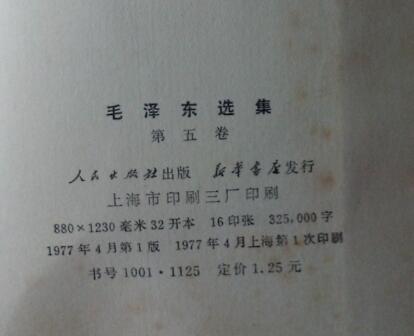 毛泽东选集
第五卷
人民出版社出版 新华书店发行
上海市印刷三厂印刷
880×1230毫米32开本 16印张 325,000字
1977年4月第1版 1977年4月上海第1次印刷
书号1001·1125 定价1.25元